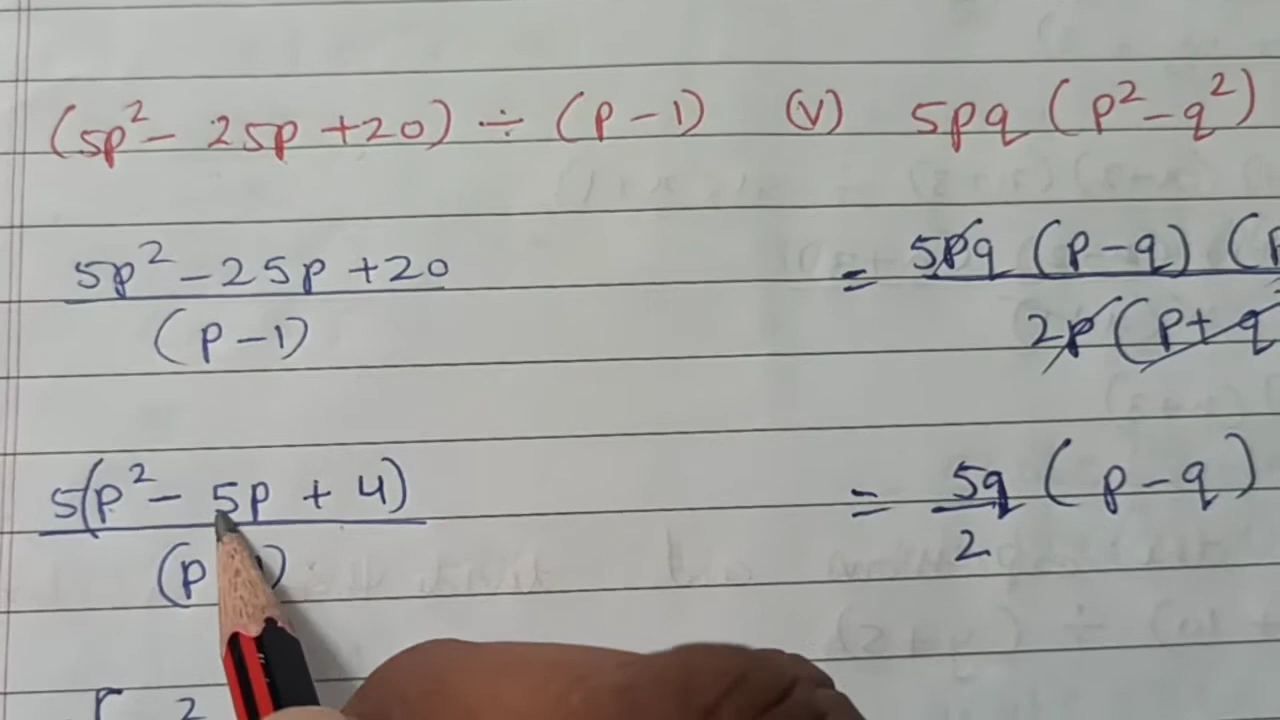 (5p² - 25p + 20) ÷ (p - 1) (v) 5pq (p² - q²)
5p² - 25p + 20
(p - 1)
= 5pq (p - q) (p
2p (p + q
5(p² - 5p + 4)
(p
)
= 5q (p - q)
2
[ 2